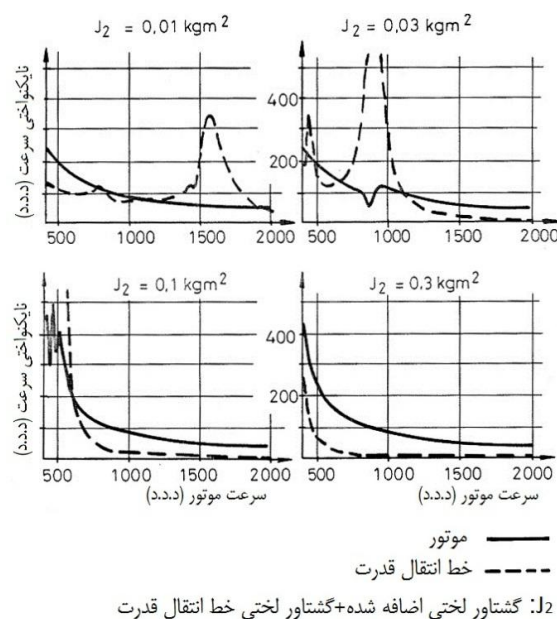 J₂ = 0,01 kgm²
J₂ = 0,03 kgm²
نایکنواختی سرعت (د.د.د)
400
200
500 1000 1500 2000
500 1000 1500 2000
J₂ = 0,1 kgm²
J₂ = 0,3 kgm²
نایکنواختی سرعت (د.د.د)
400
200
500 1000 1500 2000
500 1000 1500 2000
سرعت موتور (د.د.د)
سرعت موتور (د.د.د)
موتور
خط انتقال قدرت
J₂: گشتاور لختی اضافه شده+گشتاور لختی خط انتقال قدرت